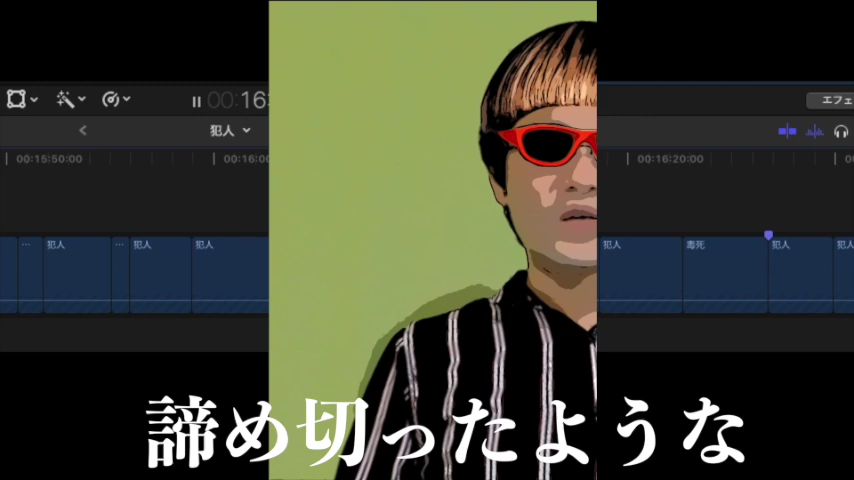 00:16:
エフェ
犯人
00:15:50:00
00:16:00
00:16:20:00
00
… 犯人 … 犯人 犯人 犯人 毒死 犯人 犯人
諦め切ったような